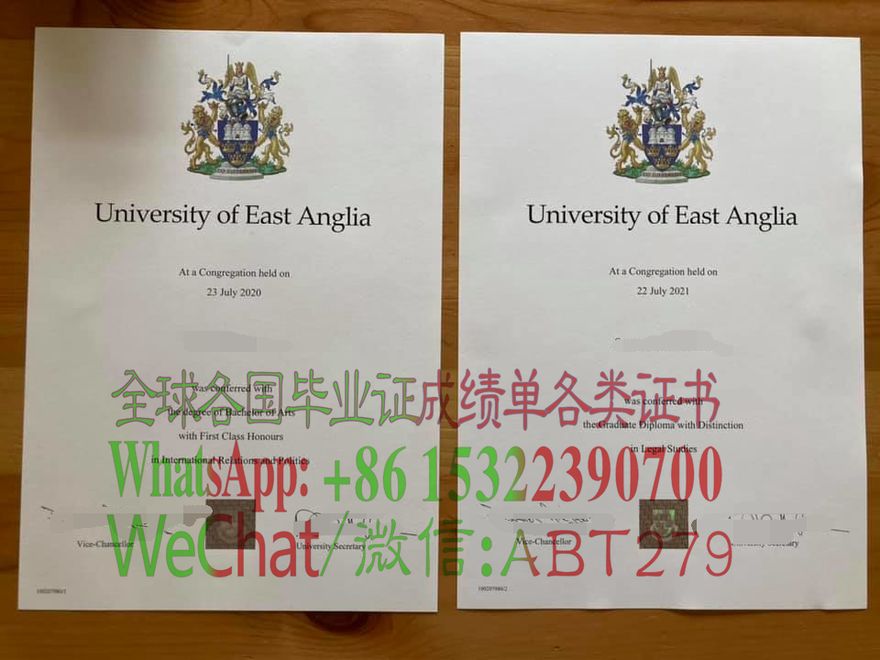 University of East Anglia
At a Congregation held on
23 July 2020
was conferred with
the degree of Bachelor of Arts
with First Class Honours
in International Relations and Politics
Vice-Chancellor
University Secretary
University of East Anglia
At a Congregation held on
22 July 2021
was conferred with
the Graduate Diploma with Distinction
in Legal Studies
Vice-Chancellor
University Secretary
全球各国毕业证成绩单各类证书
WhatsApp: +86 15322390700
WeChat/微信:ABT279